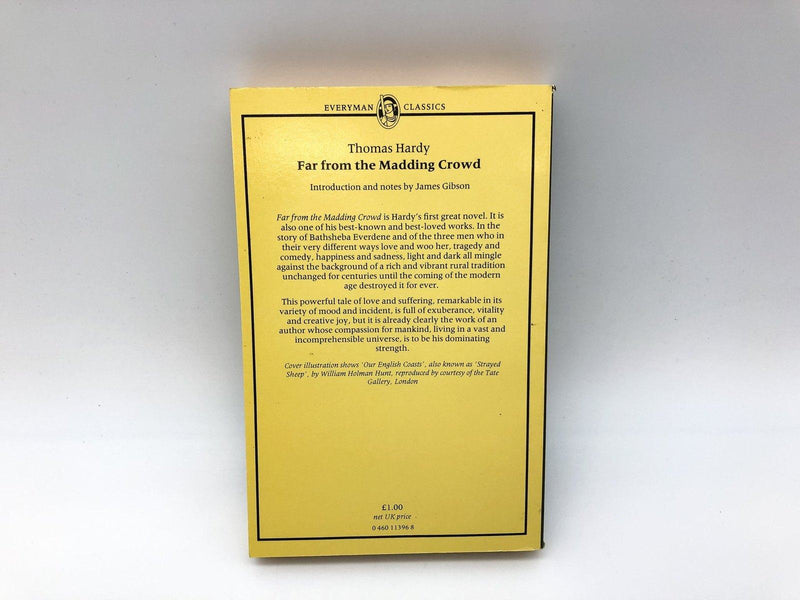 EVERYMAN CLASSICS
Thomas Hardy
Far from the Madding Crowd
Introduction and notes by James Gibson
Far from the Madding Crowd is Hardy's first great novel. It is
also one of his best-known and best-loved works. In the
story of Bathsheba Everdene and of the three men who in
their very different ways love and woo her, tragedy and
comedy, happiness and sadness, light and dark all mingle
against the background of a rich and vibrant rural tradition
unchanged for centuries until the coming of the modern
age destroyed it for ever.
This powerful tale of love and suffering, remarkable in its
variety of mood and incident, is full of exuberance, vitality
and creative joy, but it is already clearly the work of an
author whose compassion for mankind, living in a vast and
incomprehensible universe, is to be his dominating
strength.
Cover illustration shows 'Our English Coasts', also known as 'Strayed
Sheep', by William Holman Hunt, reproduced by courtesy of the Tate
Gallery, London
£1.00
net UK price
0 460 11396 8